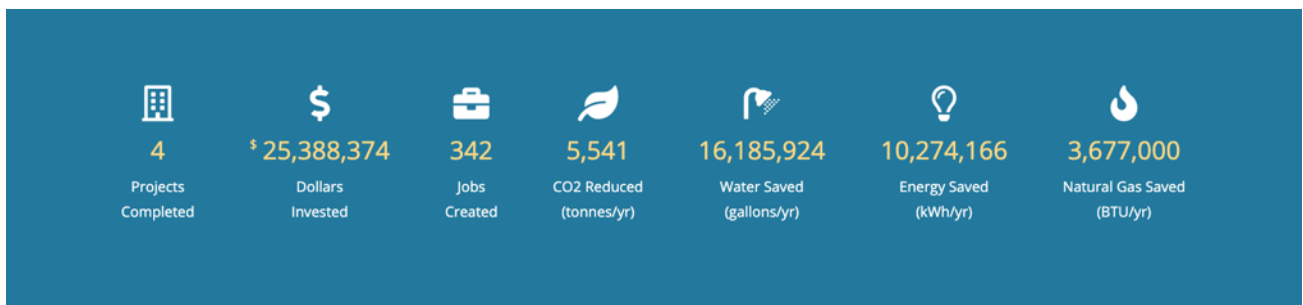 4
Projects
Completed
$ 25,388,374
Dollars
Invested
342
Jobs
Created
5,541
CO2 Reduced
(tonnes/yr)
16,185,924
Water Saved
(gallons/yr)
10,274,166
Energy Saved
(kWh/yr)
3,677,000
Natural Gas Saved
(BTU/yr)